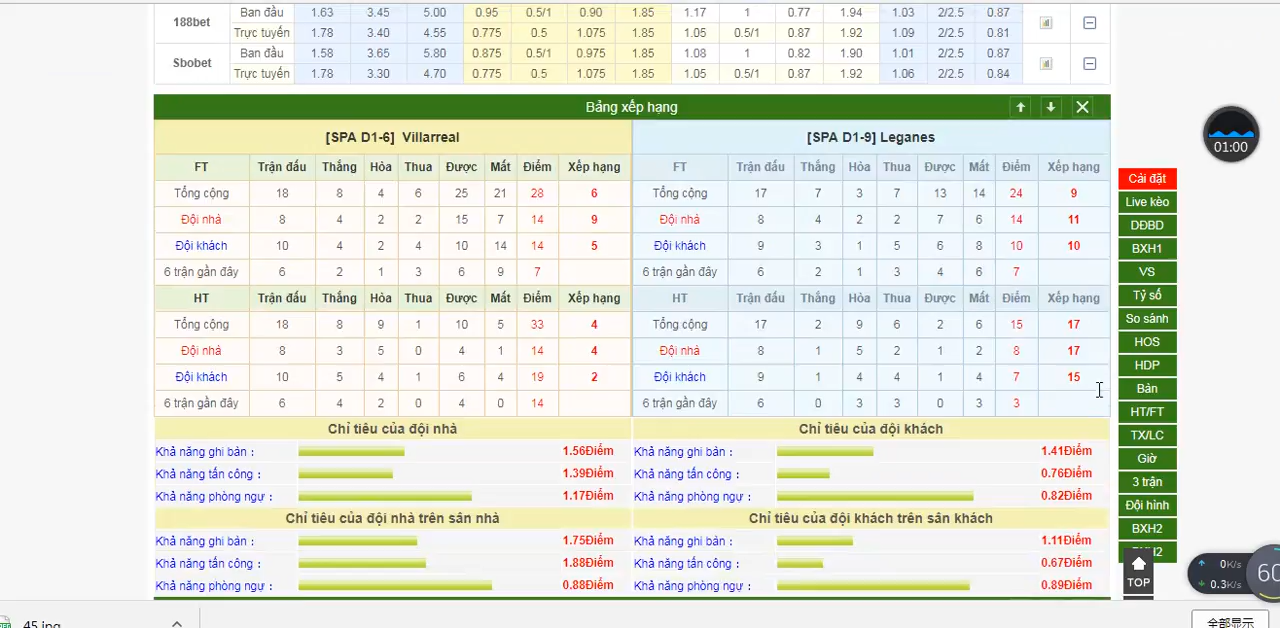 188bet Ban đầu 1.63 3.45 5.00 0.95 0.5/1 0.90 1.85 1.17 1 0.77 1.94 1.03 2/2.5 0.87
Trực tuyến 1.78 3.40 4.55 0.775 0.5 1.075 1.85 1.05 0.5/1 0.87 1.92 1.09 2/2.5 0.81
Sbobet Ban đầu 1.58 3.65 5.80 0.875 0.5/1 0.975 1.85 1.08 1 0.82 1.90 1.01 2/2.5 0.87
Trực tuyến 1.78 3.30 4.70 0.775 0.5 1.075 1.85 1.05 0.5/1 0.87 1.92 1.06 2/2.5 0.84
Bảng xếp hạng
[SPA D1-6] Villarreal
FT Trận đấu Thắng Hòa Thua Được Mất Điểm Xếp hạng
Tổng cộng 18 8 4 6 25 21 28 6
Đội nhà 8 4 2 2 15 7 14 9
Đội khách 10 4 2 4 10 14 14 5
6 trận gần đây 6 2 1 3 6 9 7
HT Trận đấu Thắng Hòa Thua Được Mất Điểm Xếp hạng
Tổng cộng 18 8 9 1 10 5 33 4
Đội nhà 8 3 5 0 4 1 14 4
Đội khách 10 5 4 1 6 4 19 2
6 trận gần đây 6 4 2 0 4 0 14
[SPA D1-9] Leganes
FT Trận đấu Thắng Hòa Thua Được Mất Điểm Xếp hạng
Tổng cộng 17 7 3 7 13 14 24 9
Đội nhà 8 4 2 2 7 6 14 11
Đội khách 9 3 1 5 6 8 10 10
6 trận gần đây 6 2 1 3 4 6 7
HT Trận đấu Thắng Hòa Thua Được Mất Điểm Xếp hạng
Tổng cộng 17 2 9 6 2 6 15 17
Đội nhà 8 1 5 2 1 2 8 17
Đội khách 9 1 4 4 1 4 7 15
6 trận gần đây 6 0 3 3 0 3 3
Chỉ tiêu của đội nhà
Khả năng ghi bàn : 1.56Điểm
Khả năng tấn công : 1.39Điểm
Khả năng phòng ngự : 1.17Điểm
Chỉ tiêu của đội khách
Khả năng ghi bàn : 1.41Điểm
Khả năng tấn công : 0.76Điểm
Khả năng phòng ngự : 0.82Điểm
Chỉ tiêu của đội nhà trên sân nhà
Khả năng ghi bàn : 1.75Điểm
Khả năng tấn công : 1.88Điểm
Khả năng phòng ngự : 0.88Điểm
Chỉ tiêu của đội khách trên sân khách
Khả năng ghi bàn : 1.11Điểm
Khả năng tấn công : 0.67Điểm
Khả năng phòng ngự : 0.89Điểm
01:00
Cài đặt
Live kèo
DĐBD
BXH1
VS
Tỷ số
So sánh
HOS
HDP
Bàn
HT/FT
TX/LC
Giờ
3 trận
Đội hình
BXH2
TOP
0K/s
0.3K/s
60
45.jpg
全部显示